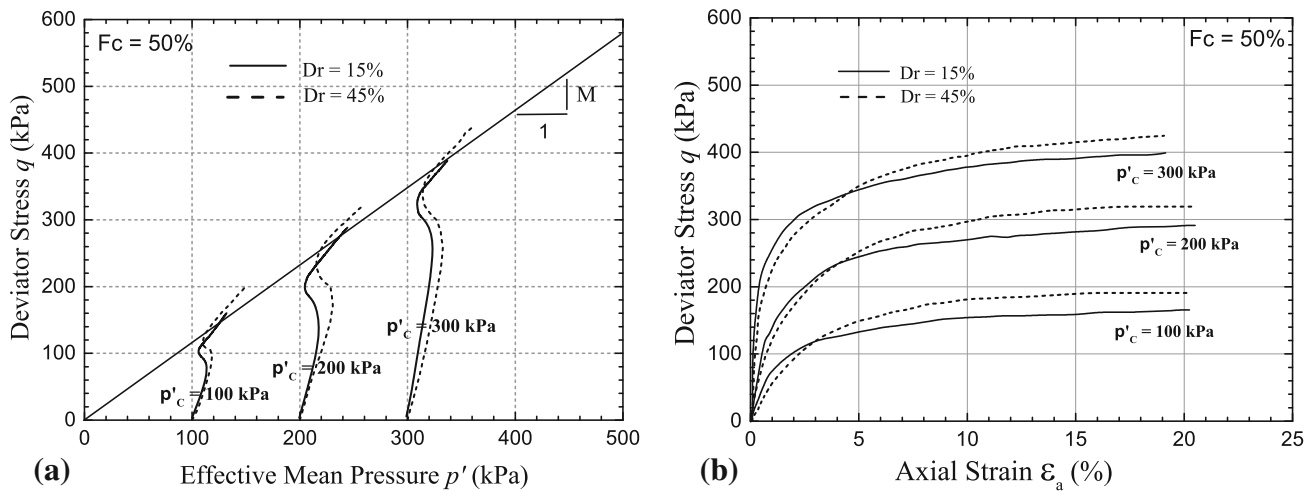 600
500
400
300
200
100
0
Deviator Stress q (kPa)
Fc = 50%
Dr = 15%
Dr = 45%
M
1
p'C = 300 kPa
p'C = 200 kPa
p'C = 100 kPa
0 100 200 300 400 500
(a) Effective Mean Pressure p' (kPa)
600
500
400
300
200
100
0
Deviator Stress q (kPa)
Fc = 50%
Dr = 15%
Dr = 45%
p'C = 300 kPa
p'C = 200 kPa
p'C = 100 kPa
0 5 10 15 20 25
(b) Axial Strain εa (%)